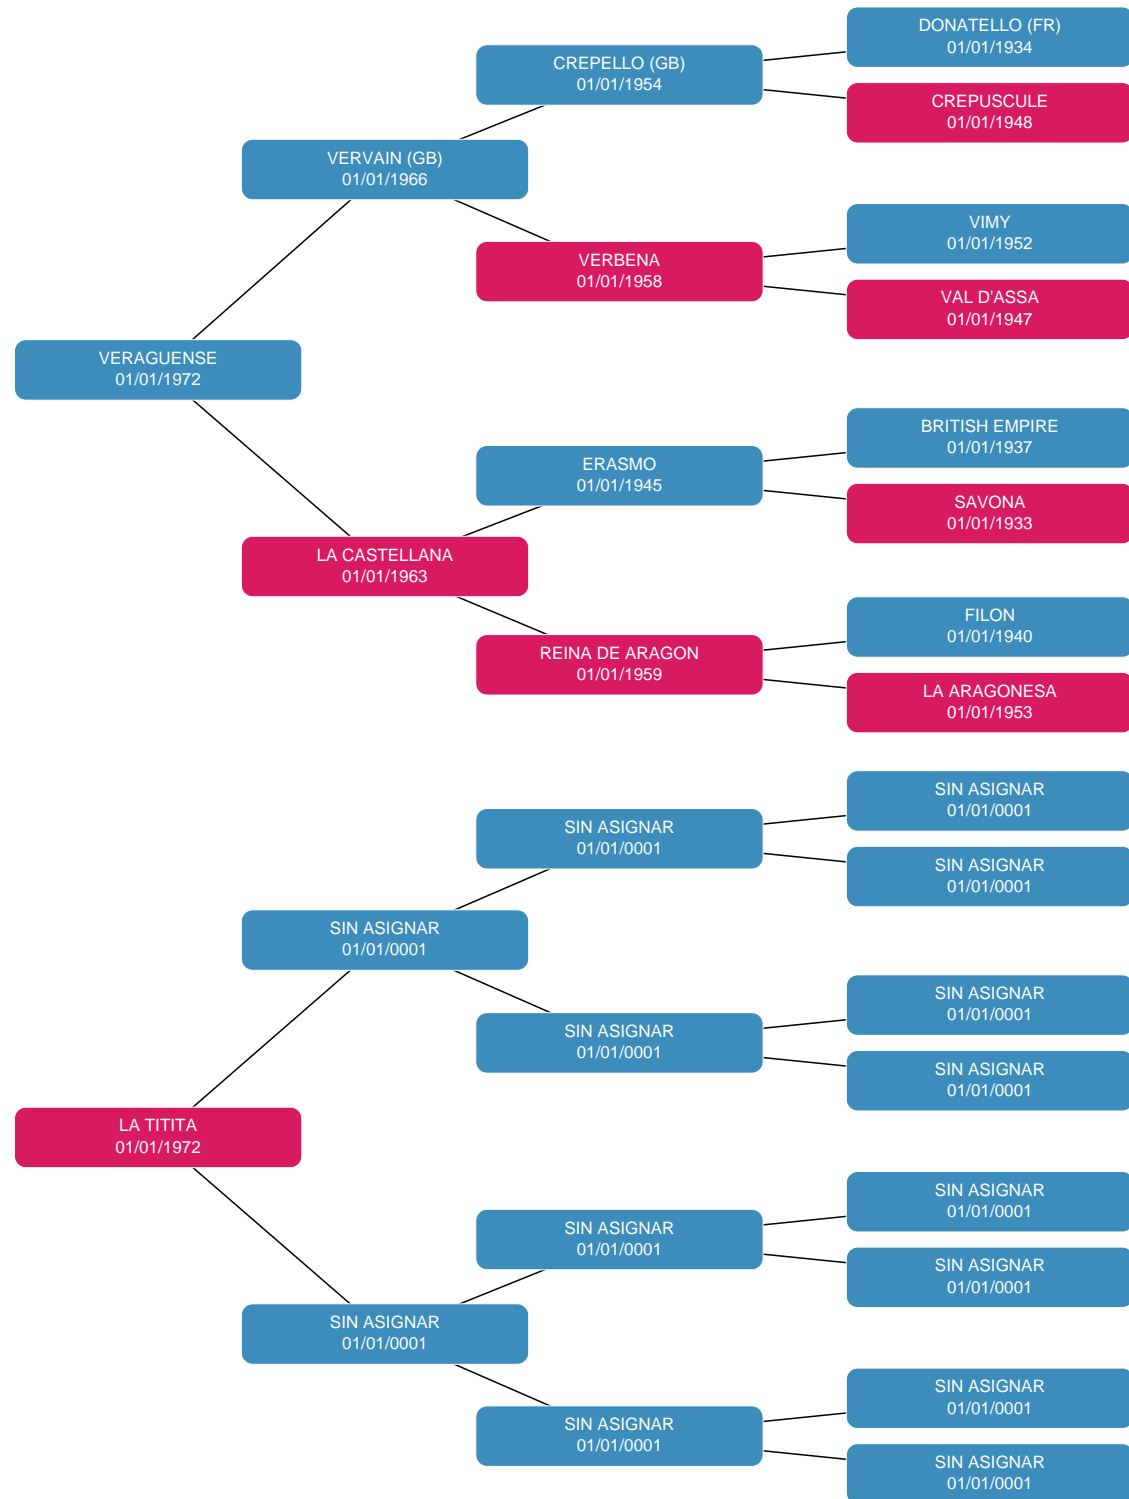 DONATELLO (FR)
01/01/1934
CREPELLO (GB)
01/01/1954
CREPUSCULE
01/01/1948
VERVAIN (GB)
01/01/1966
VIMY
01/01/1952
VERBENA
01/01/1958
VAL D'ASSA
01/01/1947
VERAGUENSE
01/01/1972
BRITISH EMPIRE
01/01/1937
ERASMO
01/01/1945
SAVONA
01/01/1933
LA CASTELLANA
01/01/1963
FILON
01/01/1940
REINA DE ARAGON
01/01/1959
LA ARAGONESA
01/01/1953
SIN ASIGNAR
01/01/0001
SIN ASIGNAR
01/01/0001
SIN ASIGNAR
01/01/0001
SIN ASIGNAR
01/01/0001
SIN ASIGNAR
01/01/0001
SIN ASIGNAR
01/01/0001
SIN ASIGNAR
01/01/0001
LA TITITA
01/01/1972
SIN ASIGNAR
01/01/0001
SIN ASIGNAR
01/01/0001
SIN ASIGNAR
01/01/0001
SIN ASIGNAR
01/01/0001
SIN ASIGNAR
01/01/0001
SIN ASIGNAR
01/01/0001
SIN ASIGNAR
01/01/0001